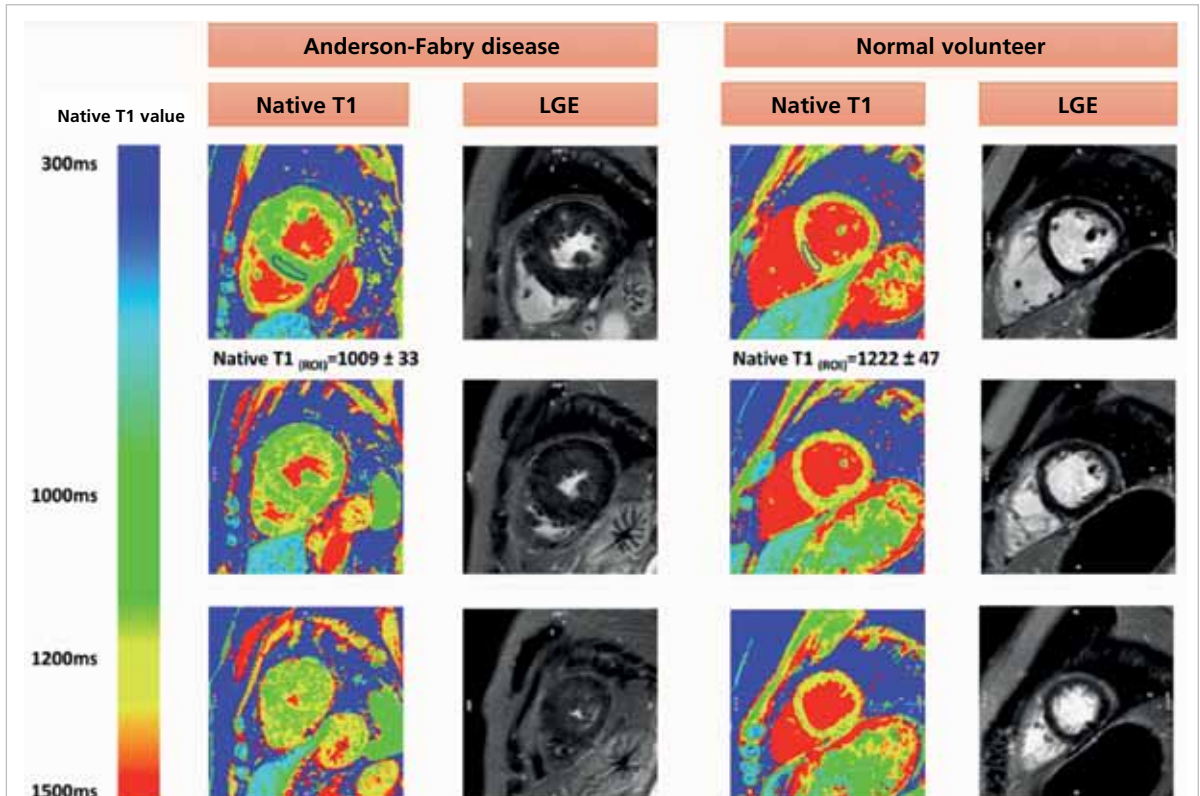 Anderson-Fabry disease
Normal volunteer
Native T1 value
Native T1
LGE
Native T1
LGE
300ms
Native T1 (ROI)=1009 ± 33
Native T1 (ROI)=1222 ± 47
1000ms
1200ms
1500ms